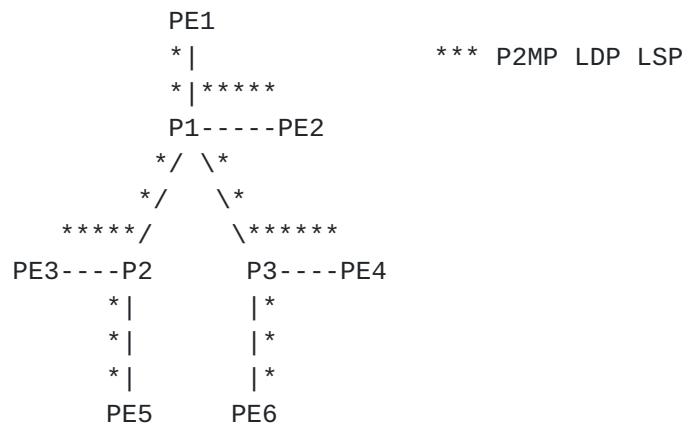 PE1
*|                *** P2MP LDP LSP
*|*****
P1-----PE2
*/ \*
*/   \*
*****/     \******
PE3----P2      P3----PE4
*|       |*
*|       |*
*|       |*
PE5     PE6